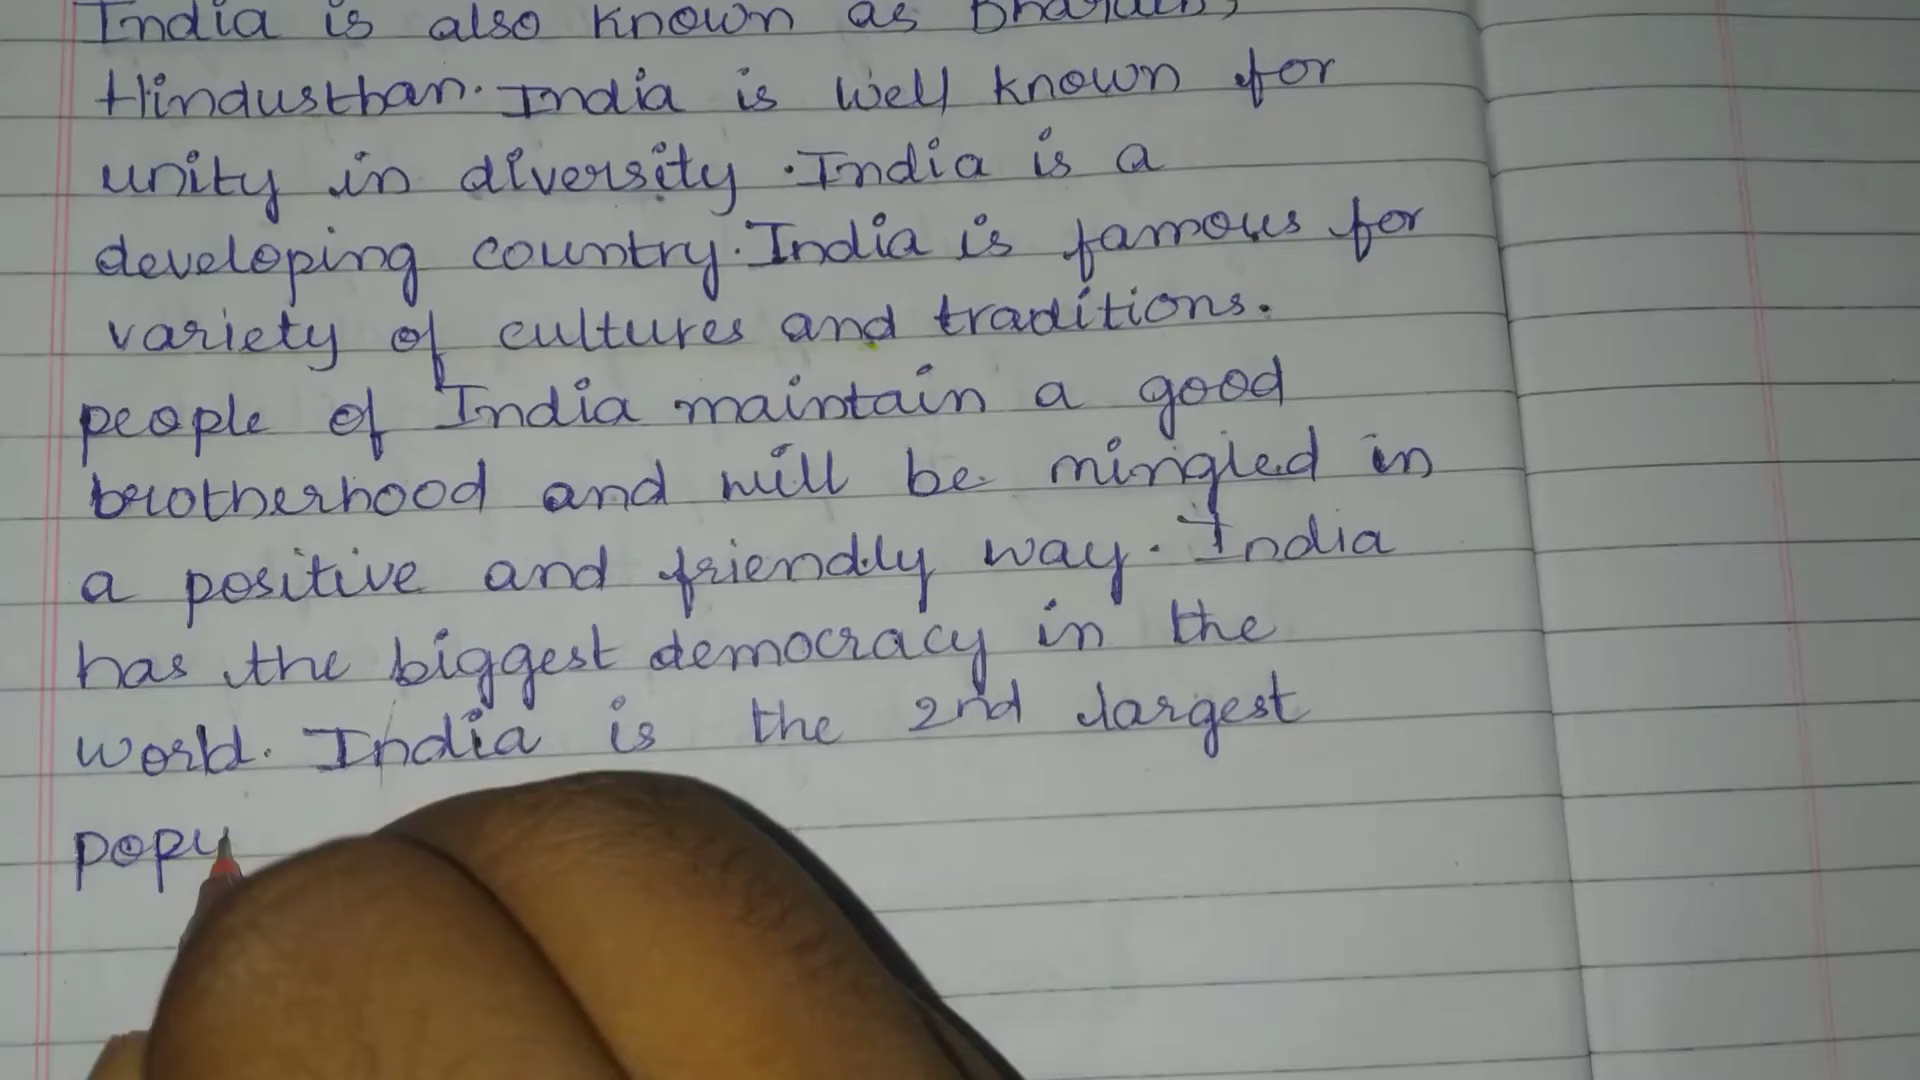 India is also known as
Hindusthan. India is well known for
unity in diversity. India is a
developing country. India is famous for
variety of cultures and traditions.
people of India maintain a good
brotherhood and will be mingled in
a positive and friendly way. India
has the biggest democracy in the
world. India is the 2nd largest
popu